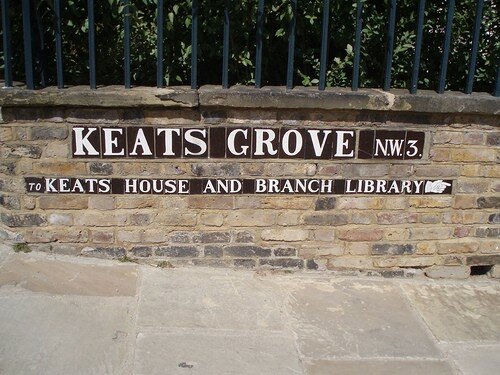 KEATS GROVE N.W.3.
TO KEATS HOUSE AND BRANCH LIBRARY